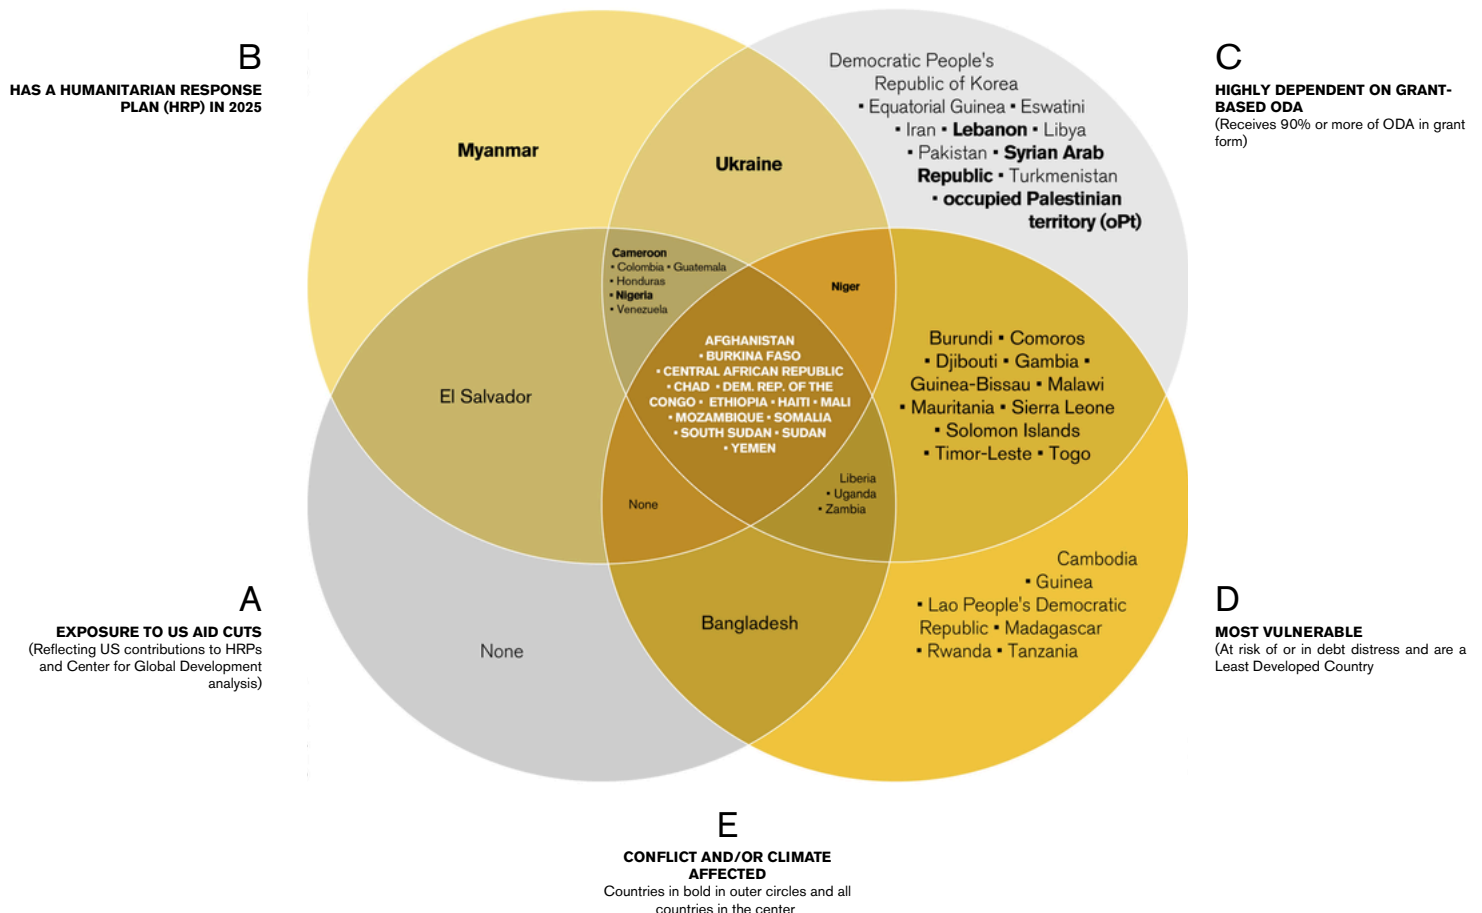 B
HAS A HUMANITARIAN RESPONSE
PLAN (HRP) IN 2025
C
HIGHLY DEPENDENT ON GRANT-
BASED ODA
(Receives 90% or more of ODA in grant
form)
Myanmar
Ukraine
Democratic People's
Republic of Korea
▪ Equatorial Guinea ▪ Eswatini
▪ Iran ▪ Lebanon ▪ Libya
▪ Pakistan ▪ Syrian Arab
Republic ▪ Turkmenistan
▪ occupied Palestinian
territory (oPt)
Cameroon
▪ Colombia ▪ Guatemala
▪ Honduras
▪ Nigeria
▪ Venezuela
Niger
El Salvador
AFGHANISTAN
▪ BURKINA FASO
▪ CENTRAL AFRICAN REPUBLIC
▪ CHAD ▪ DEM. REP. OF THE
CONGO ▪ ETHIOPIA ▪ HAITI ▪ MALI
▪ MOZAMBIQUE ▪ SOMALIA
▪ SOUTH SUDAN ▪ SUDAN
▪ YEMEN
Burundi ▪ Comoros
▪ Djibouti ▪ Gambia ▪
Guinea-Bissau ▪ Malawi
▪ Mauritania ▪ Sierra Leone
▪ Solomon Islands
▪ Timor-Leste ▪ Togo
None
Liberia
▪ Uganda
▪ Zambia
A
EXPOSURE TO US AID CUTS
(Reflecting US contributions to HRPs
and Center for Global Development
analysis)
None
Bangladesh
Cambodia
▪ Guinea
▪ Lao People's Democratic
Republic ▪ Madagascar
▪ Rwanda ▪ Tanzania
D
MOST VULNERABLE
(At risk of or in debt distress and are a
Least Developed Country
E
CONFLICT AND/OR CLIMATE
AFFECTED
Countries in bold in outer circles and all
countries in the center